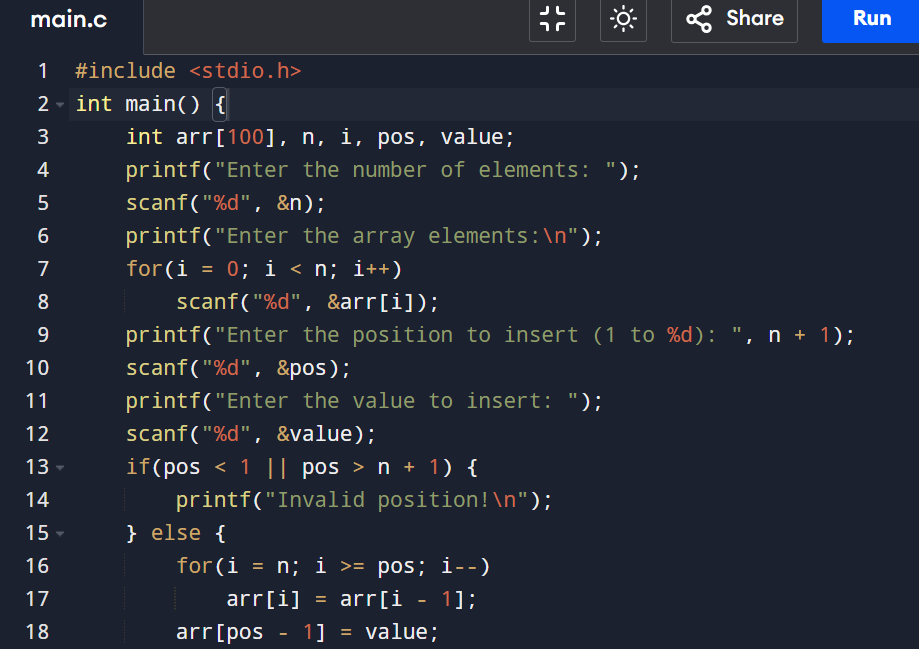 main.c
Share
Run
1 #include <stdio.h>
2 int main() {
3     int arr[100], n, i, pos, value;
4     printf("Enter the number of elements: ");
5     scanf("%d", &n);
6     printf("Enter the array elements:\n");
7     for(i = 0; i < n; i++)
8         scanf("%d", &arr[i]);
9     printf("Enter the position to insert (1 to %d): ", n + 1);
10     scanf("%d", &pos);
11     printf("Enter the value to insert: ");
12     scanf("%d", &value);
13     if(pos < 1 || pos > n + 1) {
14         printf("Invalid position!\n");
15     } else {
16         for(i = n; i >= pos; i--)
17             arr[i] = arr[i - 1];
18         arr[pos - 1] = value;